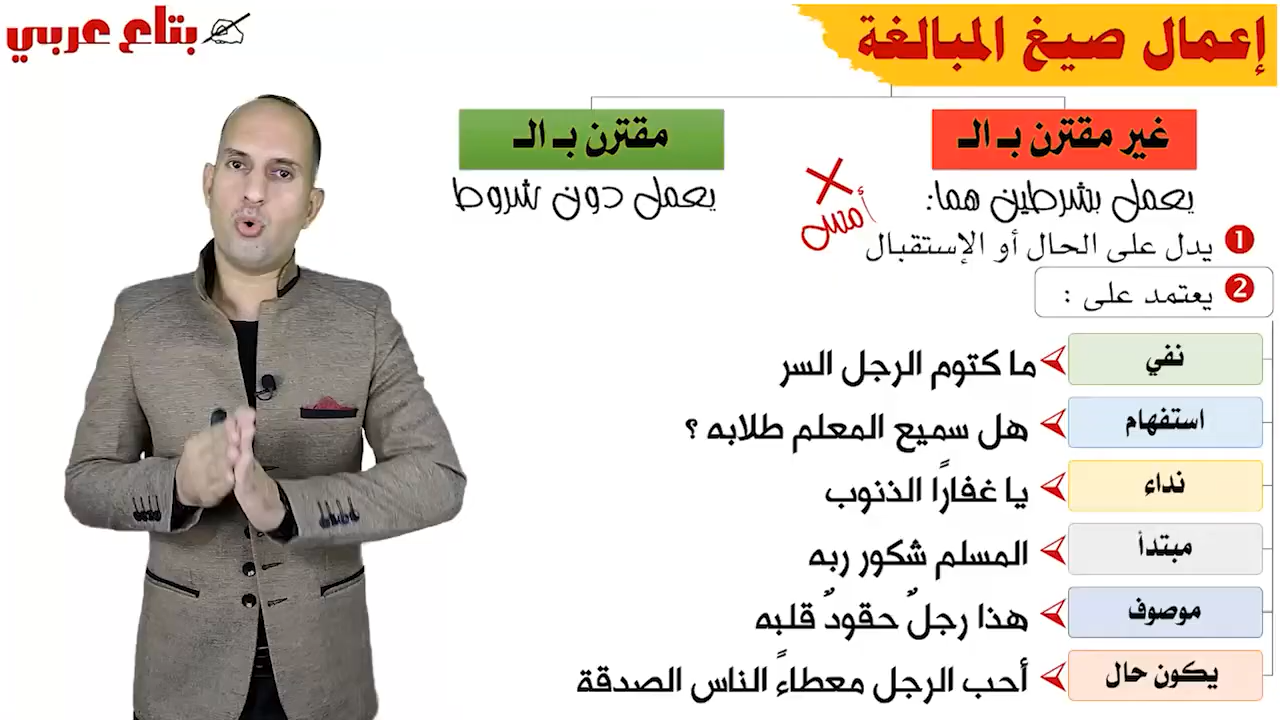 إعمال صيغ المبالغة
بتاع عربي
غير مقترن بـ الـ
مقترن بـ الـ
يعمل بشرطين هما:
يعمل دون شروط
أمس
1 يدل على الحال أو الإستقبال
2 يعتمد على :
نفي
ما كتوم الرجل السر
استفهام
هل سميع المعلم طلابه ؟
نداء
يا غفارًا الذنوب
مبتدأ
المسلم شكور ربه
موصوف
هذا رجلٌ حقودٌ قلبه
يكون حال
أحب الرجل معطاءً الناس الصدقة